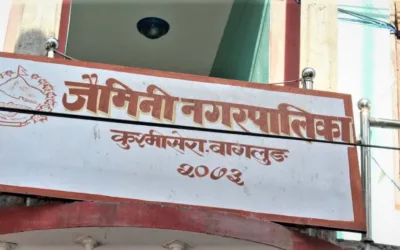 जैमिनी नगरपालिका
कुश्मीसेरा, बागलुङ
२०७३